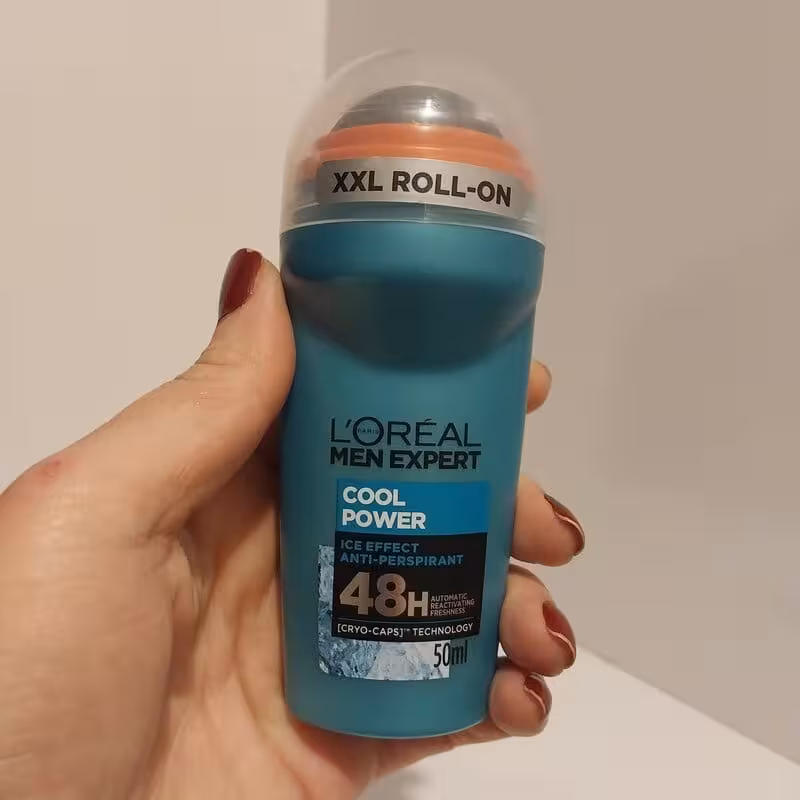 XXL ROLL-ON
L'ORÉAL
PARIS
MEN EXPERT
COOL
POWER
ICE EFFECT
ANTI-PERSPIRANT
48H
AUTOMATIC
REACTIVATING
FRESHNESS
[CRYO-CAPS]™ TECHNOLOGY
50ml